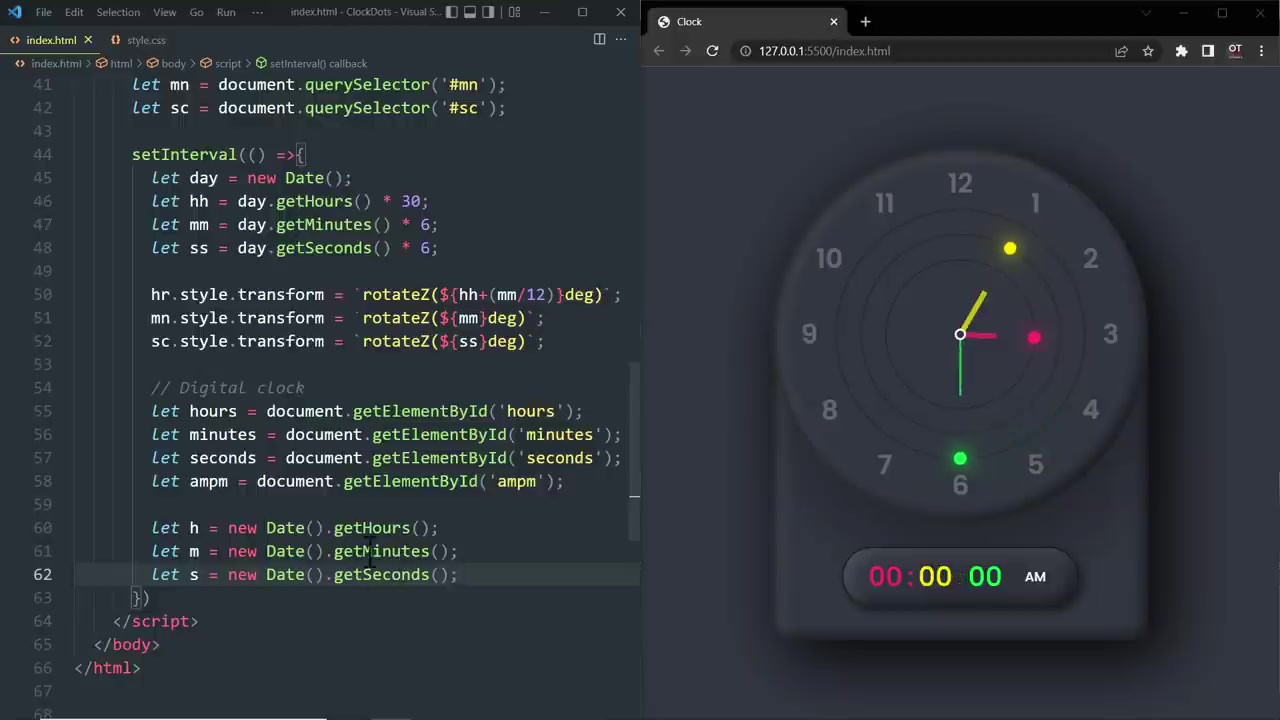 File Edit Selection View Go Run ··· index.html - ClockDots - Visual S...
index.html × style.css ···
index.html > html > body > script > setInterval() callback
41 let mn = document.querySelector('#mn');
42 let sc = document.querySelector('#sc');
43
44 setInterval(() =>{
45 let day = new Date();
46 let hh = day.getHours() * 30;
47 let mm = day.getMinutes() * 6;
48 let ss = day.getSeconds() * 6;
49
50 hr.style.transform = `rotateZ(${hh+(mm/12)}deg)`;
51 mn.style.transform = `rotateZ(${mm}deg)`;
52 sc.style.transform = `rotateZ(${ss}deg)`;
53
54 // Digital clock
55 let hours = document.getElementById('hours');
56 let minutes = document.getElementById('minutes');
57 let seconds = document.getElementById('seconds');
58 let ampm = document.getElementById('ampm');
59
60 let h = new Date().getHours();
61 let m = new Date().getMinutes();
62 let s = new Date().getSeconds();
63 })
64 </script>
65 </body>
66 </html>
67
68
Clock
127.0.0.1:5500/index.html
OT
12
11 1
10 2
9 3
8 4
7 5
6
00:00:00 AM